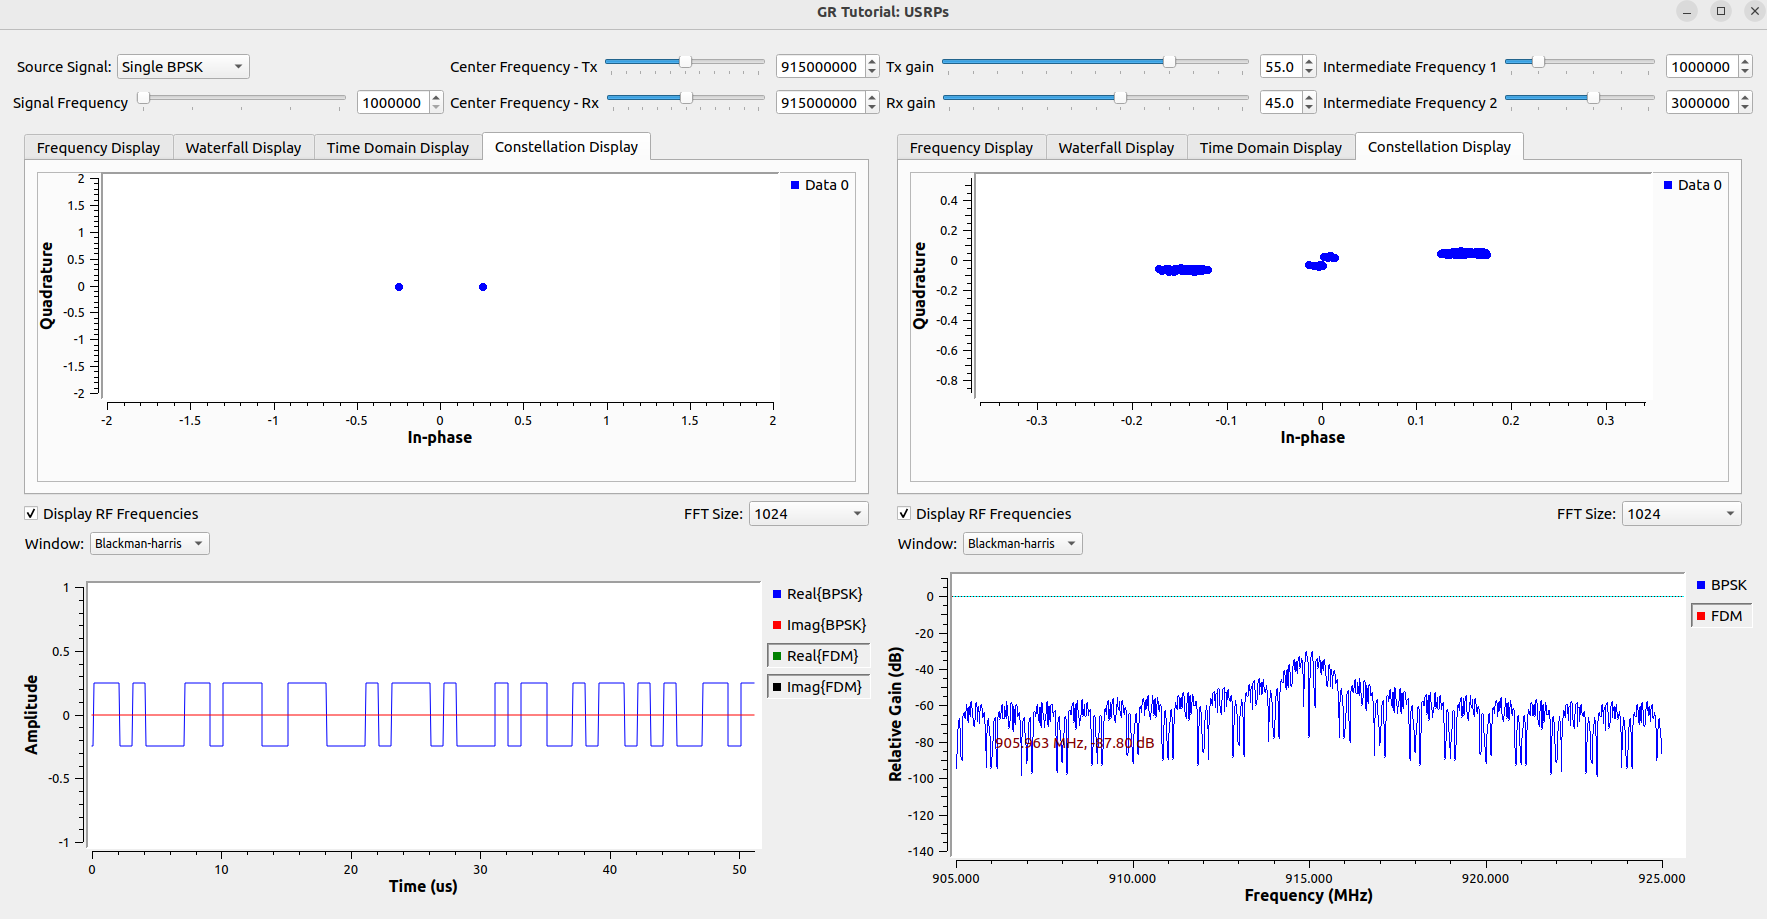 GR Tutorial: USRPs
Source Signal: Single BPSK Center Frequency - Tx 915000000 Tx gain 55.0 Intermediate Frequency 1 1000000
Signal Frequency 1000000 Center Frequency - Rx 915000000 Rx gain 45.0 Intermediate Frequency 2 3000000
Frequency Display Waterfall Display Time Domain Display Constellation Display
2
1.5
1
0.5
0
-0.5
-1
-1.5
-2
Quadrature
Data 0
-2 -1.5 -1 -0.5 0 0.5 1 1.5 2
In-phase
Display RF Frequencies FFT Size: 1024
Window: Blackman-harris
Frequency Display Waterfall Display Time Domain Display Constellation Display
0.4
0.2
0
-0.2
-0.4
-0.6
-0.8
Quadrature
Data 0
-0.3 -0.2 -0.1 0 0.1 0.2 0.3
In-phase
Display RF Frequencies FFT Size: 1024
Window: Blackman-harris
1
0.5
0
-0.5
-1
Amplitude
Real{BPSK}
Imag{BPSK}
Real{FDM}
Imag{FDM}
0 10 20 30 40 50
Time (us)
0
-20
-40
-60
-80
-100
-120
-140
Relative Gain (dB)
BPSK
FDM
905.963 MHz, -87.80 dB
905.000 910.000 915.000 920.000 925.000
Frequency (MHz)